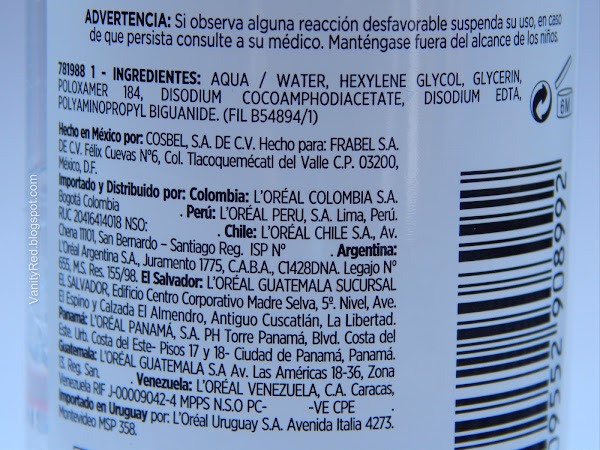 ADVERTENCIA: Si observa alguna reacción desfavorable suspenda su uso, en caso
de que persista consulte a su médico. Manténgase fuera del alcance de los niños.
781988 1 - INGREDIENTES: AQUA / WATER, HEXYLENE GLYCOL, GLYCERIN,
POLOXAMER 184, DISODIUM COCOAMPHODIACETATE, DISODIUM EDTA,
POLYAMINOPROPYL BIGUANIDE. (FIL B54894/1)
6M
Hecho en México por: COSBEL, S.A. DE C.V. Hecho para: FRABEL S.A.
DE C.V. Félix Cuevas N°6, Col. Tlacoquemécatl del Valle C.P. 03200,
México, D.F.
Importado y Distribuido por: Colombia: L'ORÉAL COLOMBIA S.A.
Bogotá Colombia . Perú: L'ORÉAL PERU, S.A. Lima, Perú.
RUC 20416414018 NSO: . Chile: L'ORÉAL CHILE S.A., Av.
Chena 11101, San Bernardo - Santiago Reg. ISP N° . Argentina:
L'Oréal Argentina S.A., Juramento 1775, C.A.B.A., C1428DNA. Legajo N°
655, M.S. Res. 155/98. El Salvador: L'ORÉAL GUATEMALA SUCURSAL
EL SALVADOR, Edificio Centro Corporativo Madre Selva, 5°. Nivel, Ave.
El Espino y Calzada El Almendro, Antiguo Cuscatlán, La Libertad.
Panamá: L'ORÉAL PANAMÁ, S.A. PH Torre Panamá, Blvd. Costa del
Este. Urb. Costa del Este- Pisos 17 y 18- Ciudad de Panamá, Panamá.
Guatemala: L'ORÉAL GUATEMALA S.A Av. Las Américas 18-36, Zona
13. Reg. San. . Venezuela: L'ORÉAL VENEZUELA, C.A. Caracas,
Venezuela RIF J-00009042-4 MPPS N.S.O PC- -VE CPE .
Importado en Uruguay por: L'Oréal Uruguay S.A. Avenida Italia 4273.
Montevideo MSP 358.
09552 908992
VanityRed.blogspot.com